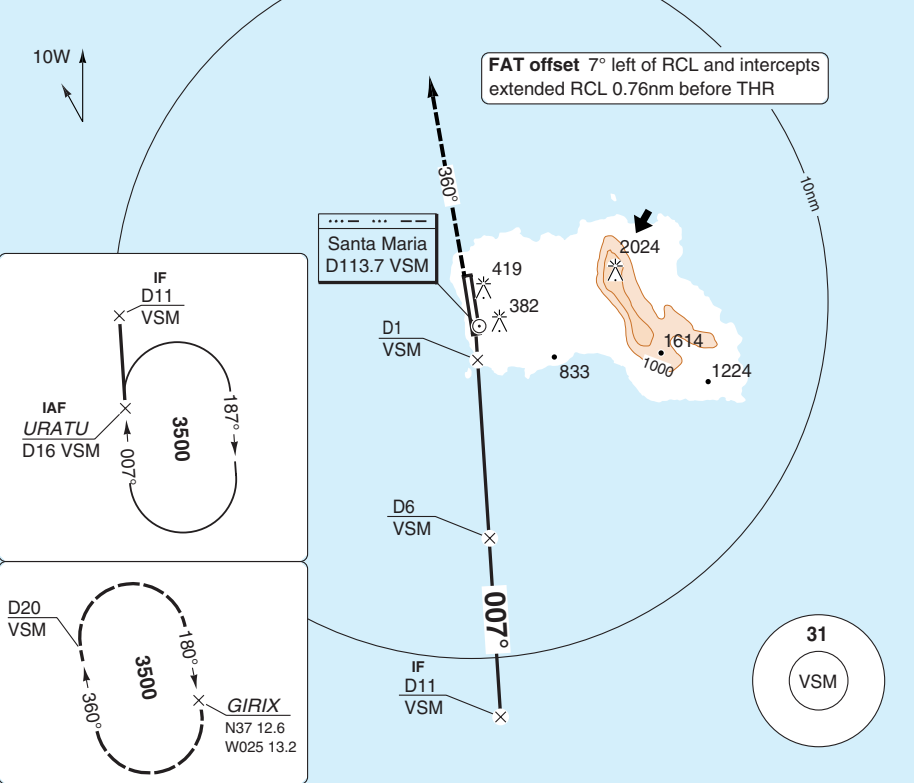 10W
FAT offset 7° left of RCL and intercepts
extended RCL 0.76nm before THR
10nm
360°
Santa Maria
D113.7 VSM
2024
419
382
D1
VSM
833
1614
1000
1224
IF
D11
VSM
IAF
URATU
D16 VSM
007°
3500
187°
D6
VSM
007°
IF
D11
VSM
D20
VSM
360°
3500
180°
GIRIX
N37 12.6
W025 13.2
31
VSM